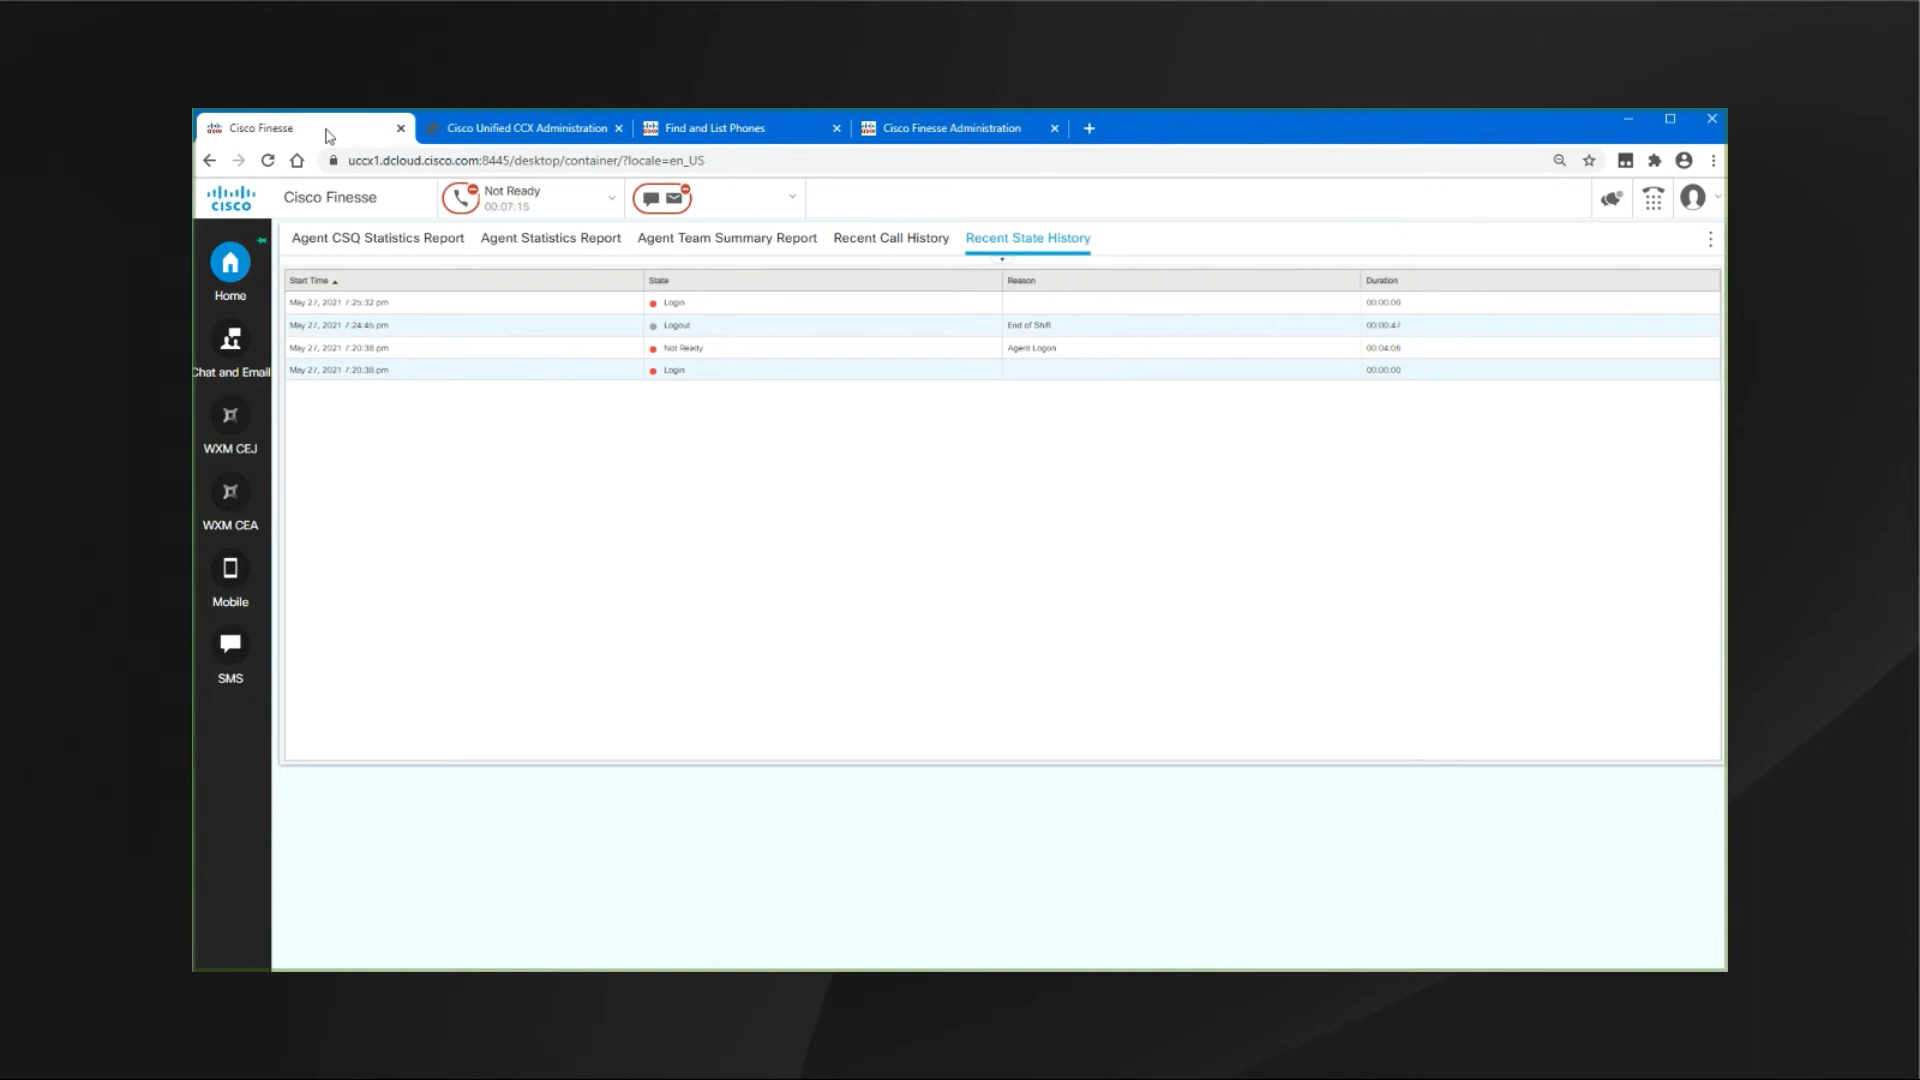 Cisco Finesse
Cisco Unified CCX Administration
Find and List Phones
Cisco Finesse Administration
uccx1.dcloud.cisco.com:8445/desktop/container/?locale=en_US
CISCO
Cisco Finesse
Not Ready
00:07:15
Agent CSQ Statistics Report
Agent Statistics Report
Agent Team Summary Report
Recent Call History
Recent State History
Start Time State Reason Duration
May 27, 2021 7:25:32 pm Login 00:00:00
May 27, 2021 7:24:45 pm Logout End of Shift 00:00:47
May 27, 2021 7:20:38 pm Not Ready Agent Logon 00:04:06
May 27, 2021 7:20:38 pm Login 00:00:00
Home
Chat and Email
WXM CEJ
WXM CEA
Mobile
SMS